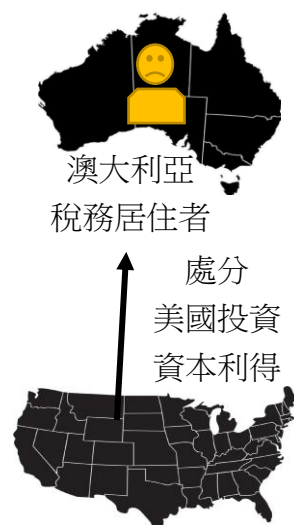 澳大利亞
稅務居住者
處分
美國投資
資本利得